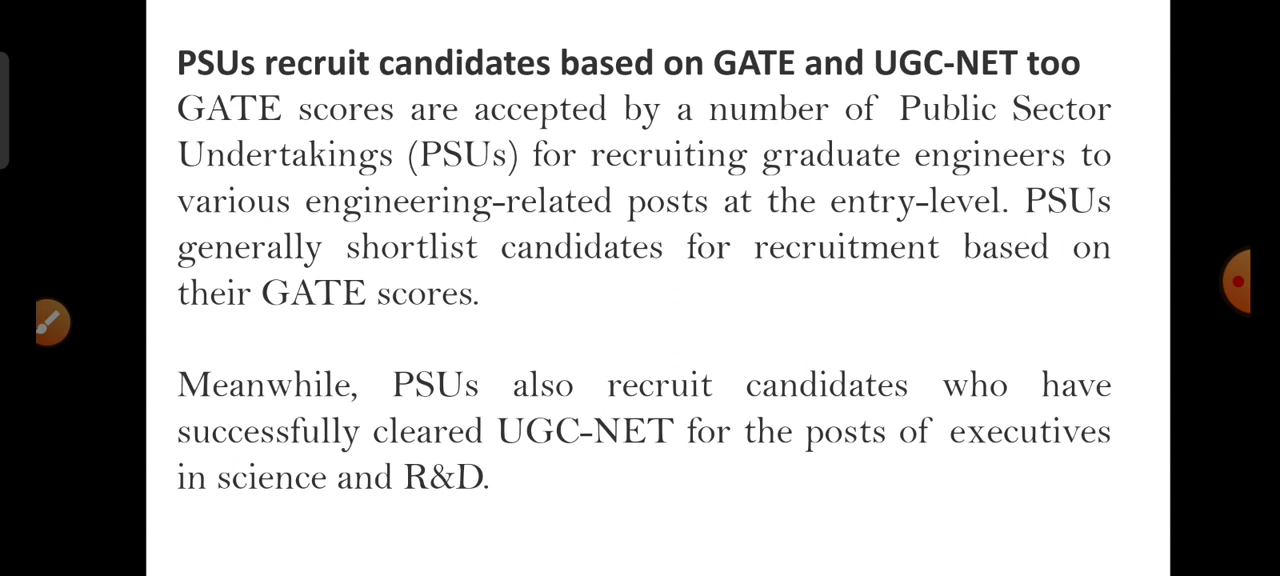 PSUs recruit candidates based on GATE and UGC-NET too
GATE scores are accepted by a number of Public Sector
Undertakings (PSUs) for recruiting graduate engineers to
various engineering-related posts at the entry-level. PSUs
generally shortlist candidates for recruitment based on
their GATE scores.
Meanwhile, PSUs also recruit candidates who have
successfully cleared UGC-NET for the posts of executives
in science and R&D.